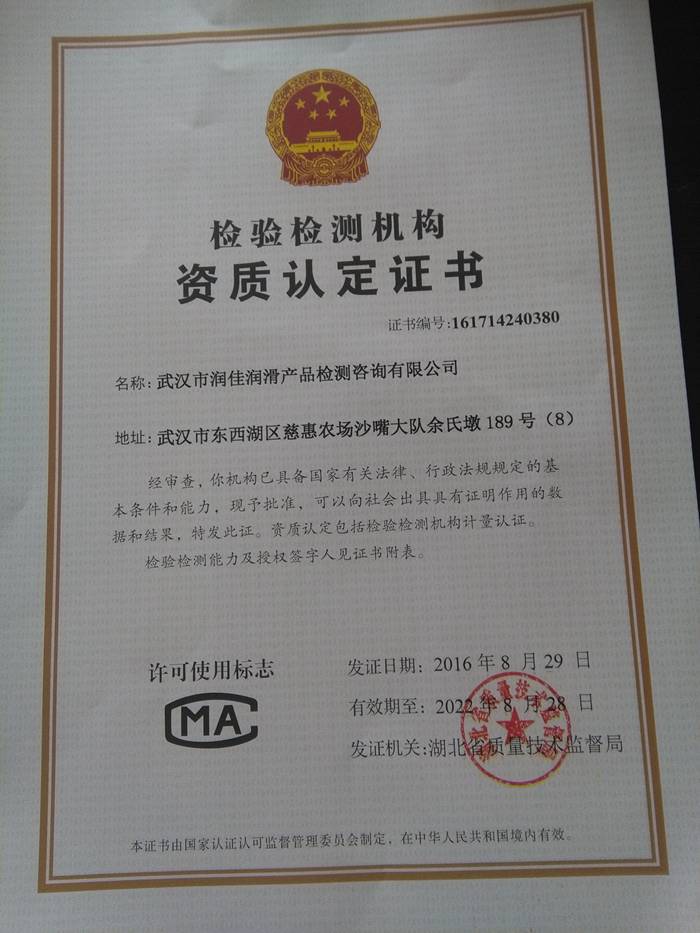 检验检测机构
资质认定证书
证书编号:161714240380
名称:武汉市润佳润滑产品检测咨询有限公司
地址:武汉市东西湖区慈惠农场沙嘴大队余氏墩189号（8）
经审查，你机构已具备国家有关法律、行政法规规定的基
本条件和能力，现予批准，可以向社会出具具有证明作用的数
据和结果，特发此证。资质认定包括检验检测机构计量认证。
检验检测能力及授权签字人见证书附表。
许可使用标志
MA
发证日期：2016年8月29日
有效期至：2022年8月28日
发证机关:湖北省质量技术监督局
湖北省质量技术监督局
本证书由国家认证认可监督管理委员会制定，在中华人民共和国境内有效。